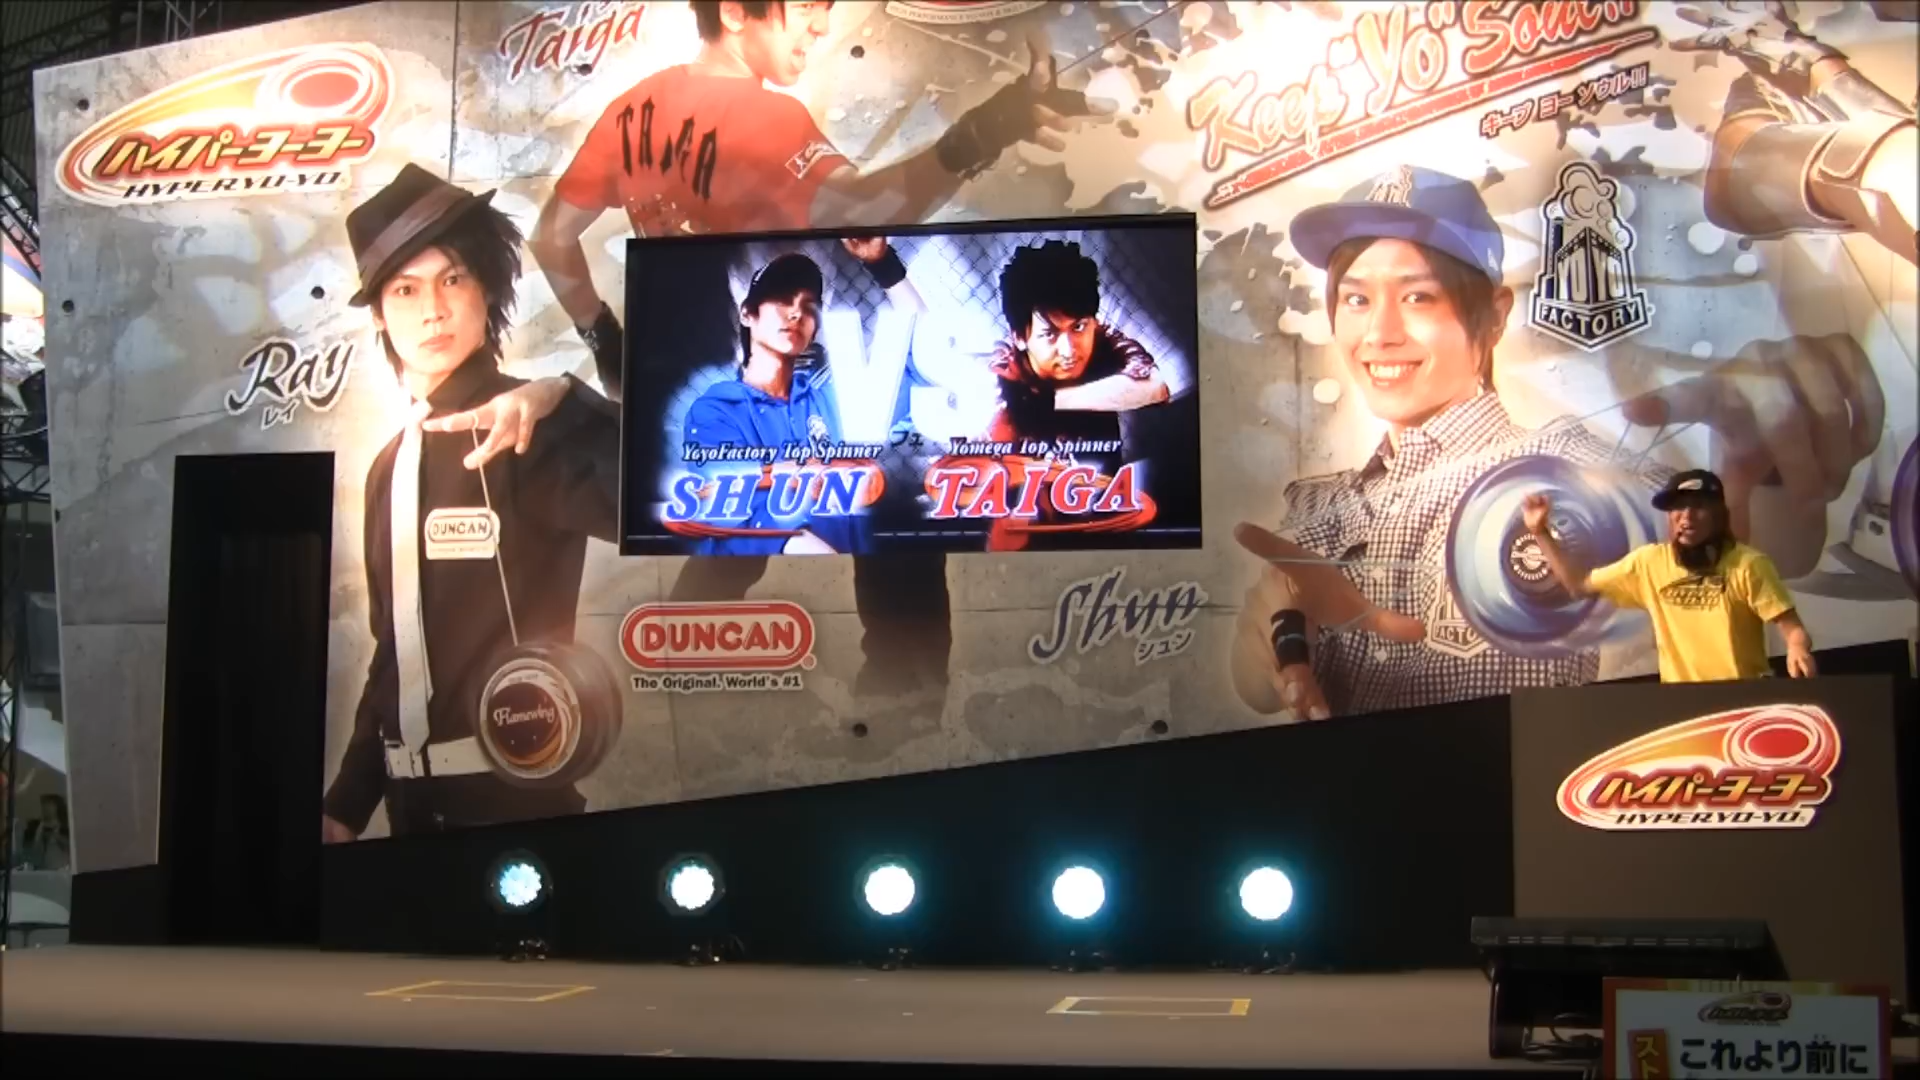 Taiga
Keep "Yo" Soul!!
キープ ヨー ソウル!!
ハイパーヨーヨー
HYPER YO-YO
TAIGA
YOYO
FACTORY
Ray
レイ
VS
YoyoFactory Top Spinner
Yomega Top Spinner
SHUN
TAIGA
DUNCAN
DUNCAN
The Original. World's #1
Shun
シュン
Flamewing
ハイパーヨーヨー
HYPER YO-YO
これより前に